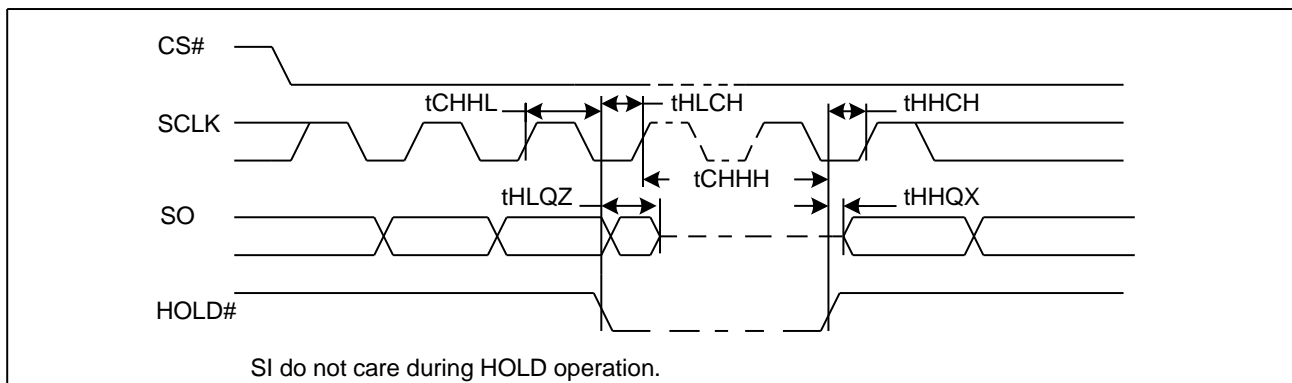 CS#
tCHHL tHLCH tHHCH
SCLK
tCHHH
tHLQZ tHHQX
SO
HOLD#
SI do not care during HOLD operation.